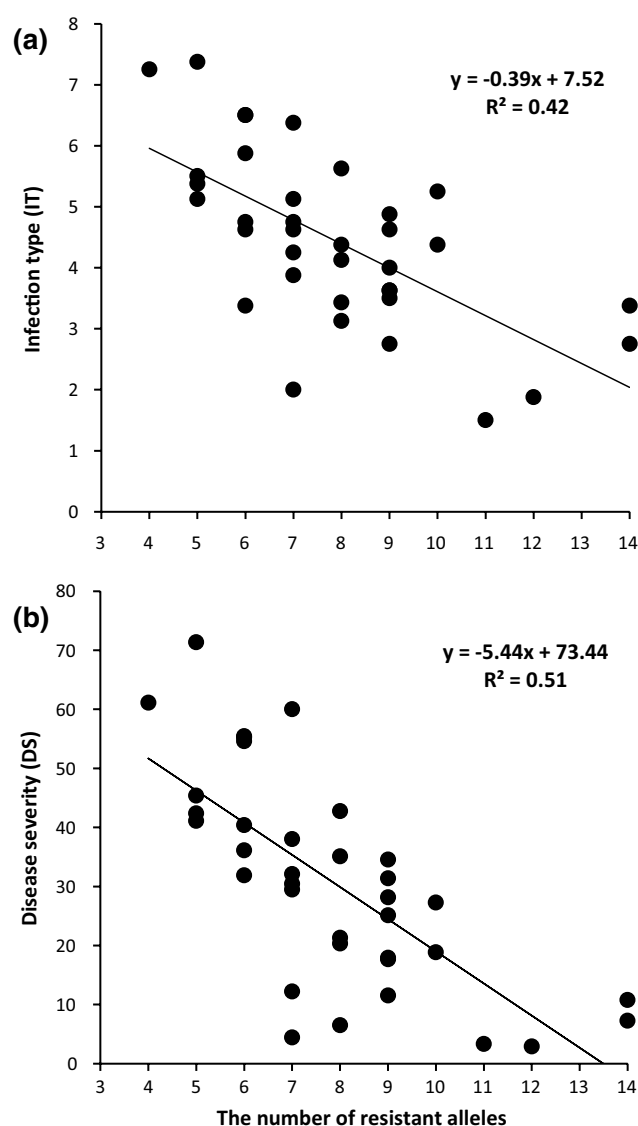 (a)
Infection type (IT)
8
7
6
5
4
3
2
1
0
y = -0.39x + 7.52
R² = 0.42
3 4 5 6 7 8 9 10 11 12 13 14
(b)
Disease severity (DS)
80
70
60
50
40
30
20
10
0
y = -5.44x + 73.44
R² = 0.51
3 4 5 6 7 8 9 10 11 12 13 14
The number of resistant alleles